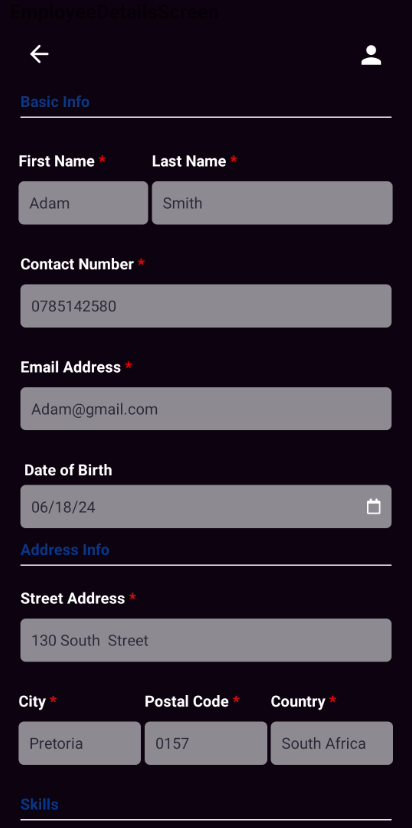 EmployeeDetailsScreen
Basic Info
First Name * Last Name *
Adam Smith
Contact Number *
0785142580
Email Address *
Adam@gmail.com
Date of Birth
06/18/24
Address Info
Street Address *
130 South  Street
City * Postal Code * Country *
Pretoria 0157 South Africa
Skills